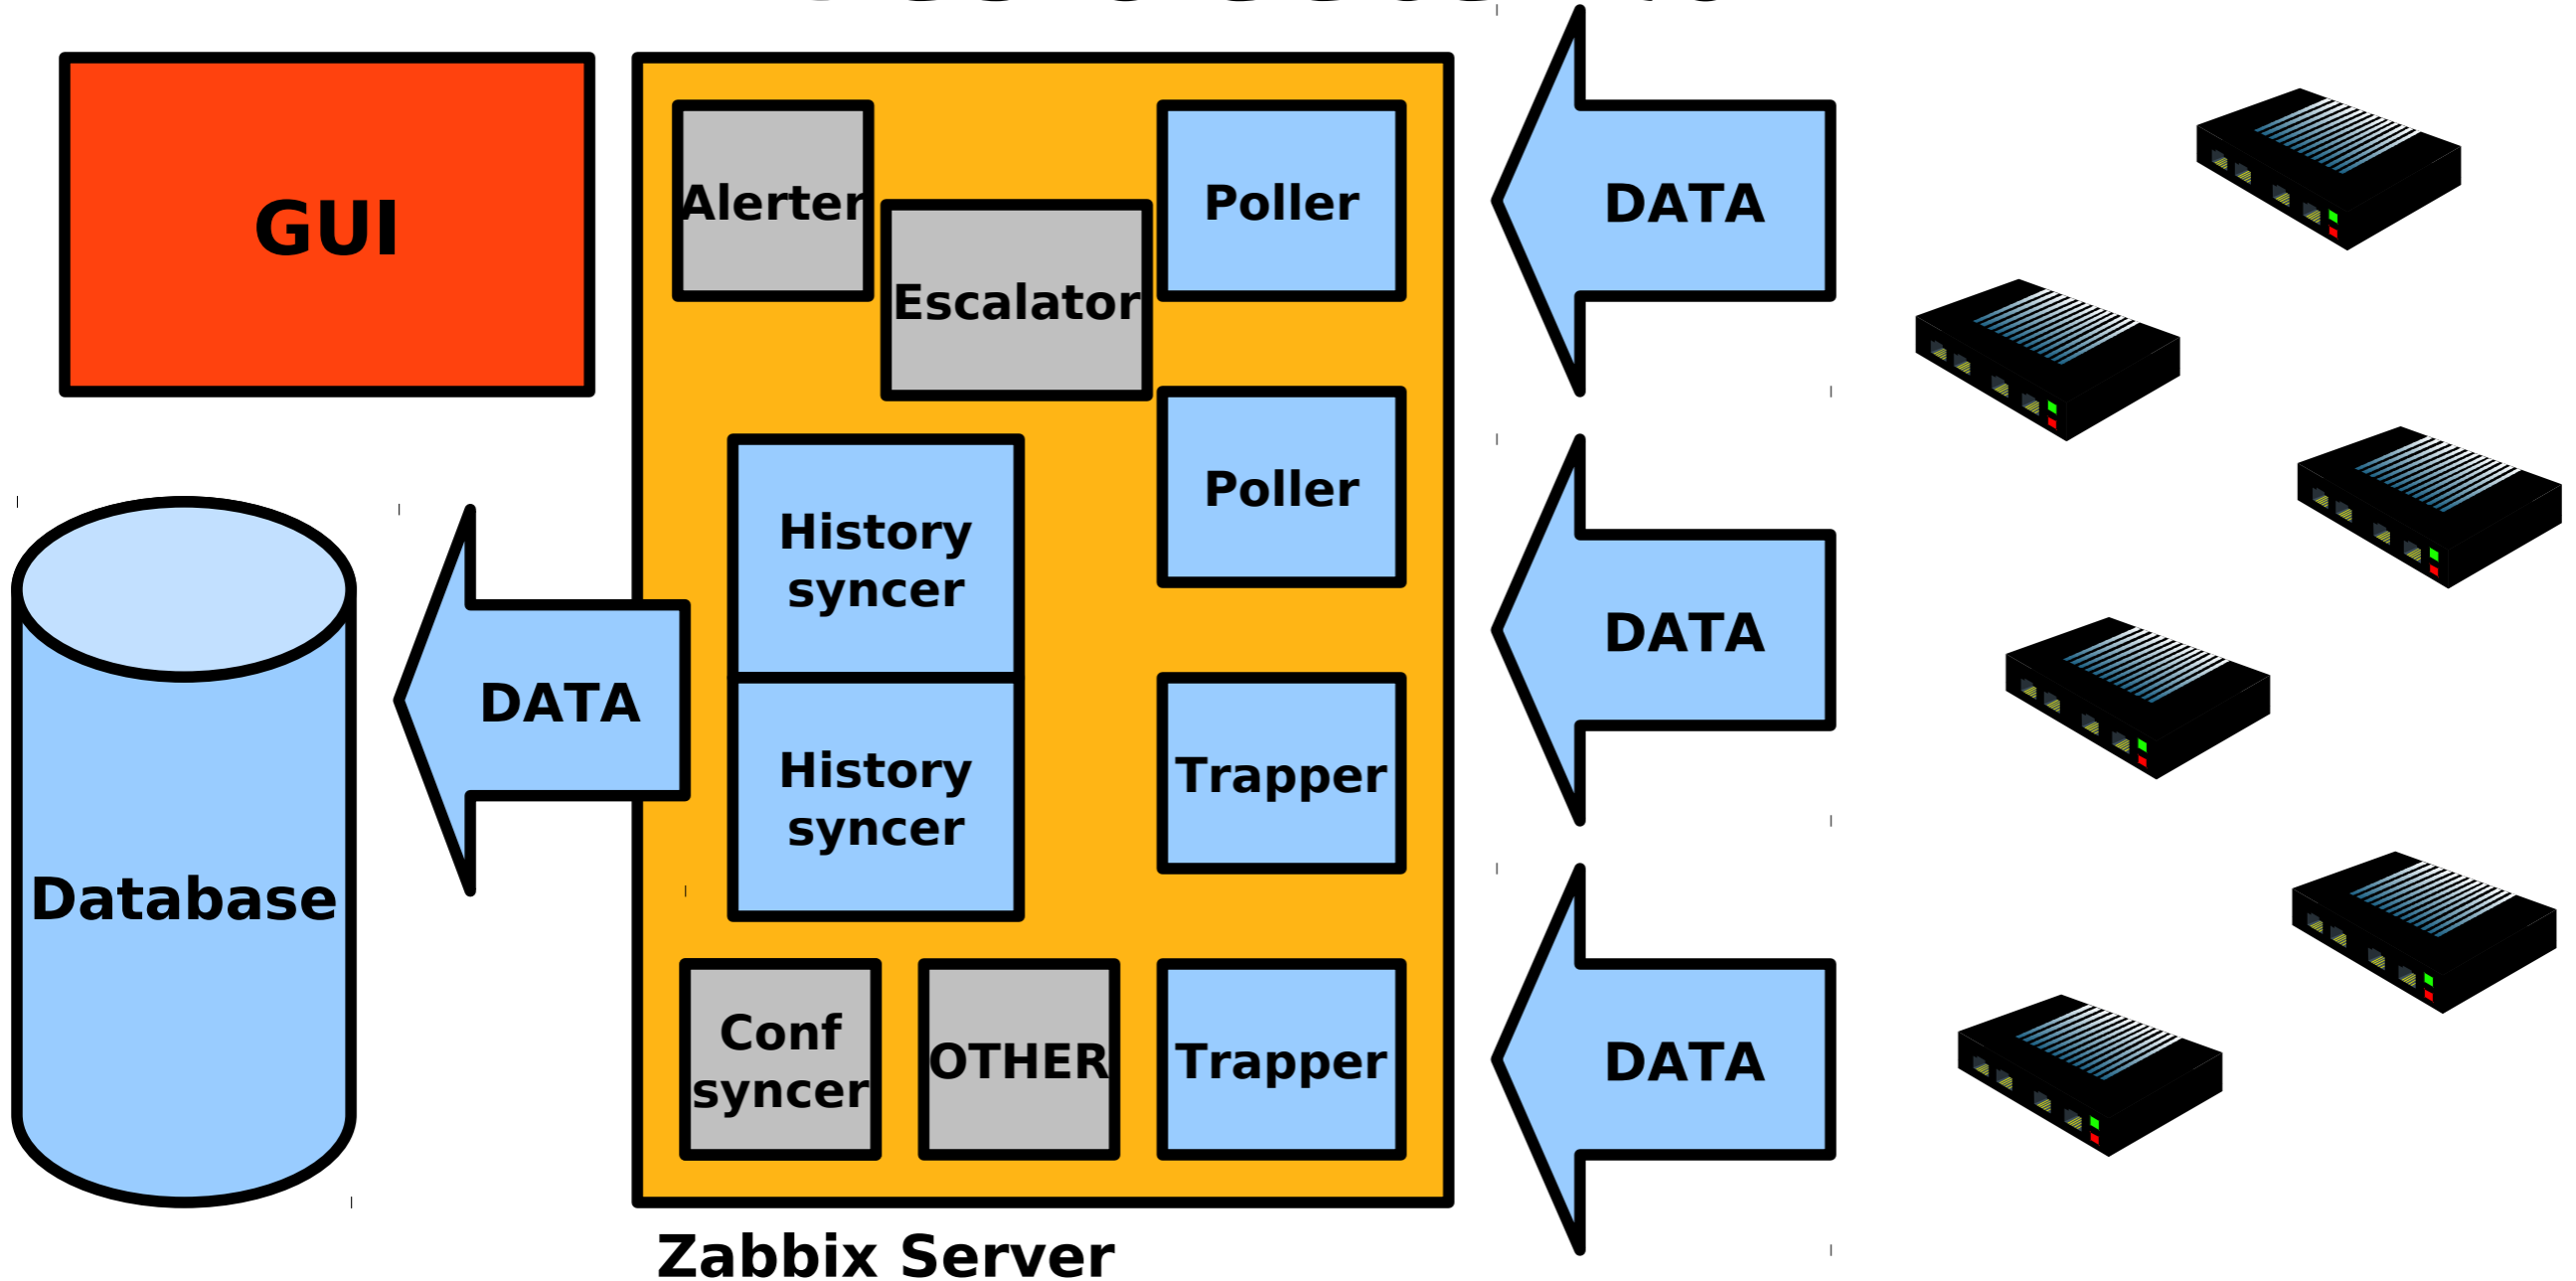 GUI
Alerter
Escalator
Poller
DATA
Poller
History
syncer
DATA
DATA
History
syncer
Trapper
Database
Conf
syncer
OTHER
Trapper
DATA
Zabbix Server